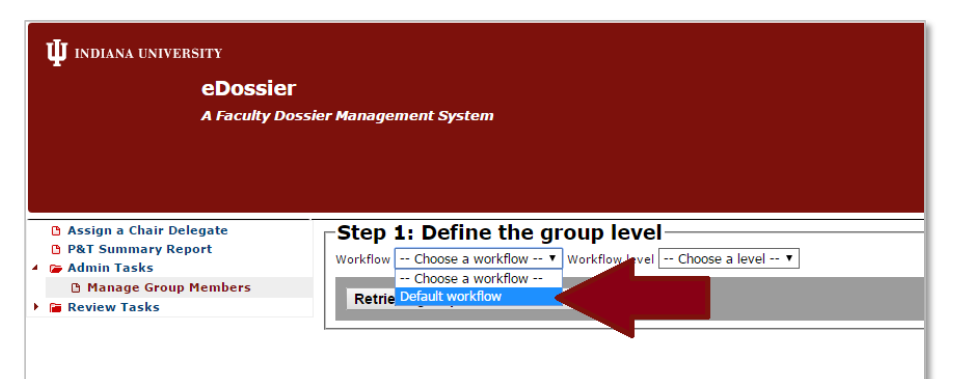 INDIANA UNIVERSITY
eDossier
A Faculty Dossier Management System
Assign a Chair Delegate
P&T Summary Report
Admin Tasks
Manage Group Members
Review Tasks
Step 1: Define the group level
Workflow -- Choose a workflow -- Workflow level -- Choose a level --
-- Choose a workflow --
Default workflow